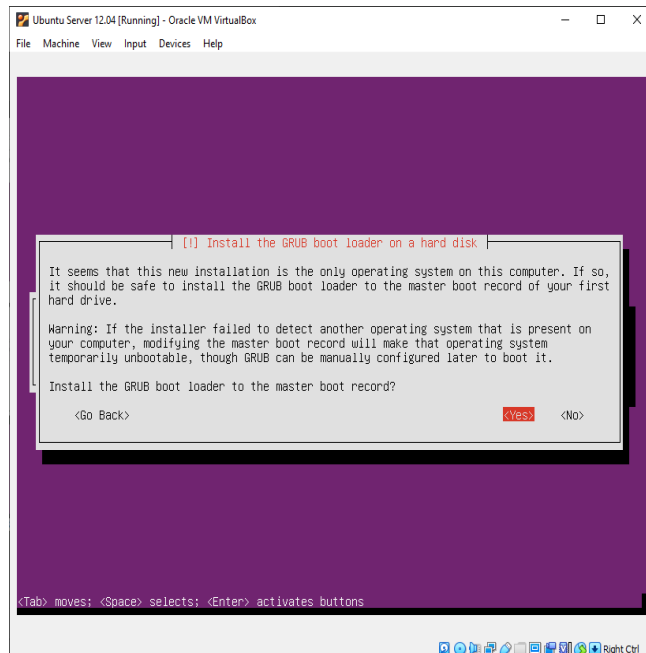 Ubuntu Server 12.04 [Running] - Oracle VM VirtualBox
File Machine View Input Devices Help
[!] Install the GRUB boot loader on a hard disk
It seems that this new installation is the only operating system on this computer. If so,
it should be safe to install the GRUB boot loader to the master boot record of your first
hard drive.
Warning: If the installer failed to detect another operating system that is present on
your computer, modifying the master boot record will make that operating system
temporarily unbootable, though GRUB can be manually configured later to boot it.
Install the GRUB boot loader to the master boot record?
<Go Back> <Yes> <No>
<Tab> moves; <Space> selects; <Enter> activates buttons
Right Ctrl